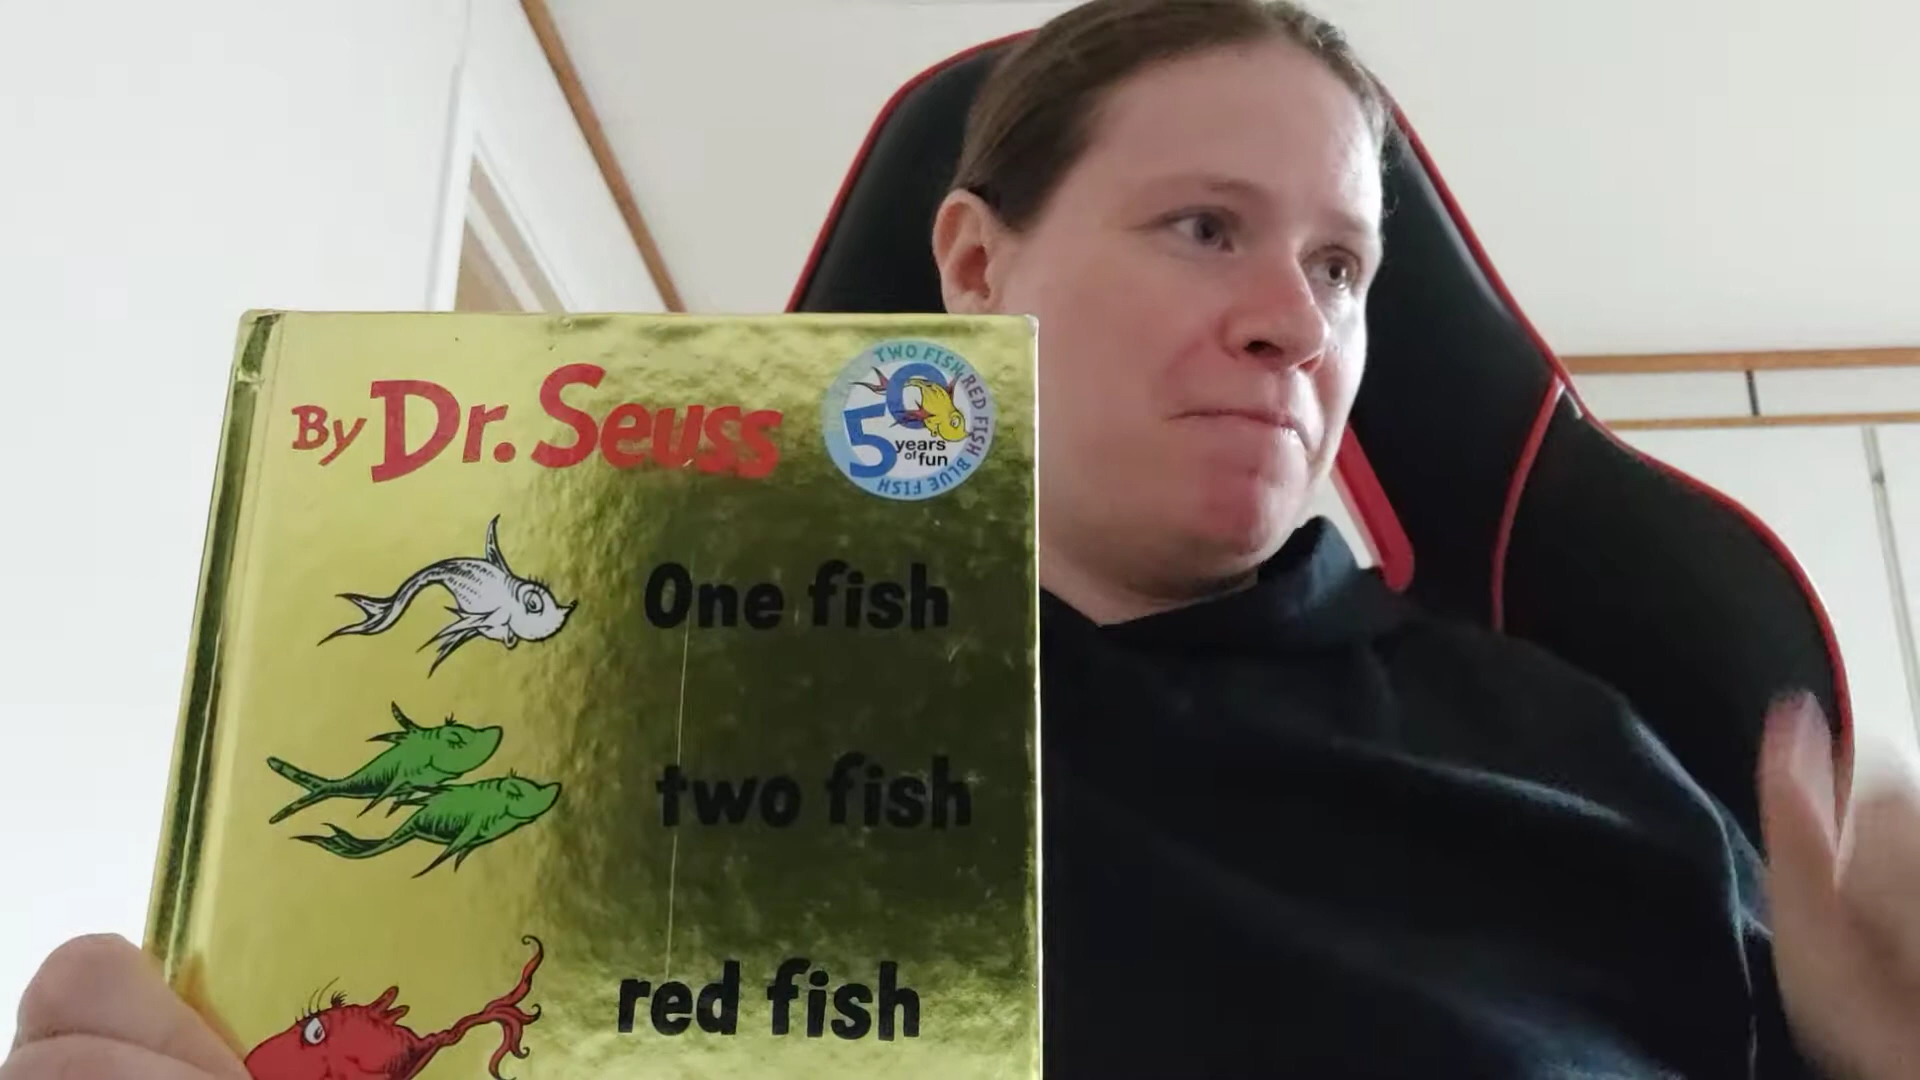 By Dr. Seuss
TWO FISH RED FISH BLUE FISH
50
years
of fun
One fish
two fish
red fish